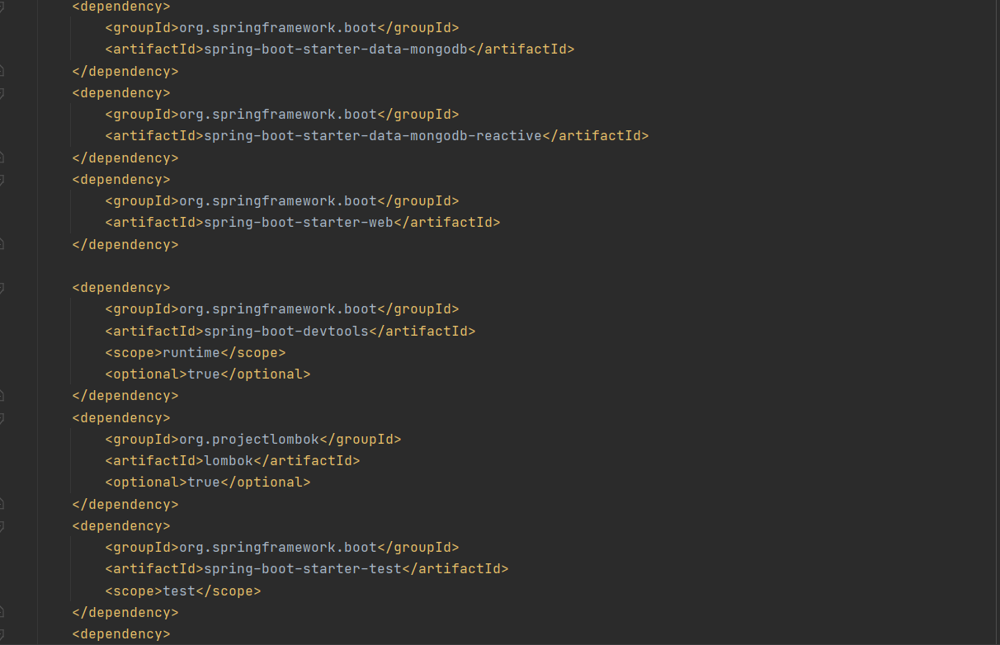 <dependency>
<groupId>org.springframework.boot</groupId>
<artifactId>spring-boot-starter-data-mongodb</artifactId>
</dependency>
<dependency>
<groupId>org.springframework.boot</groupId>
<artifactId>spring-boot-starter-data-mongodb-reactive</artifactId>
</dependency>
<dependency>
<groupId>org.springframework.boot</groupId>
<artifactId>spring-boot-starter-web</artifactId>
</dependency>
<dependency>
<groupId>org.springframework.boot</groupId>
<artifactId>spring-boot-devtools</artifactId>
<scope>runtime</scope>
<optional>true</optional>
</dependency>
<dependency>
<groupId>org.projectlombok</groupId>
<artifactId>lombok</artifactId>
<optional>true</optional>
</dependency>
<dependency>
<groupId>org.springframework.boot</groupId>
<artifactId>spring-boot-starter-test</artifactId>
<scope>test</scope>
</dependency>
<dependency>